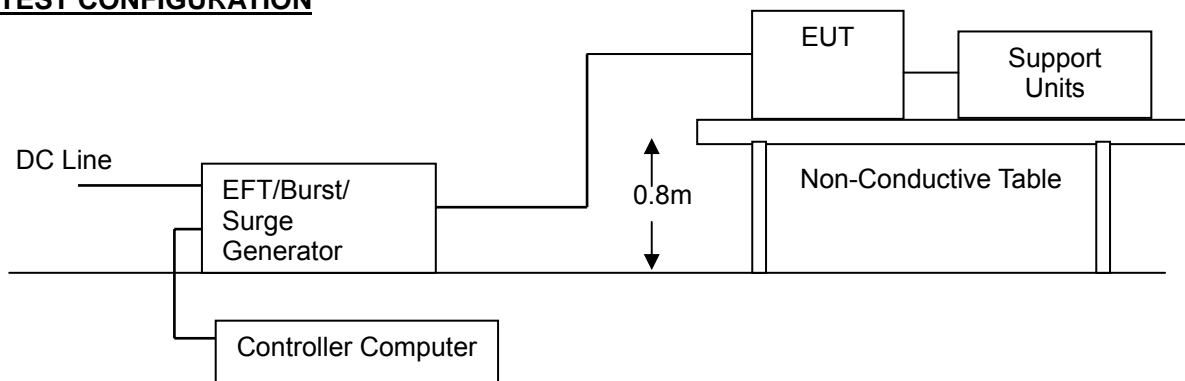 TEST CONFIGURATION
EUT
Support
Units
DC Line
EFT/Burst/
Surge
Generator
0.8m
Non-Conductive Table
Controller Computer